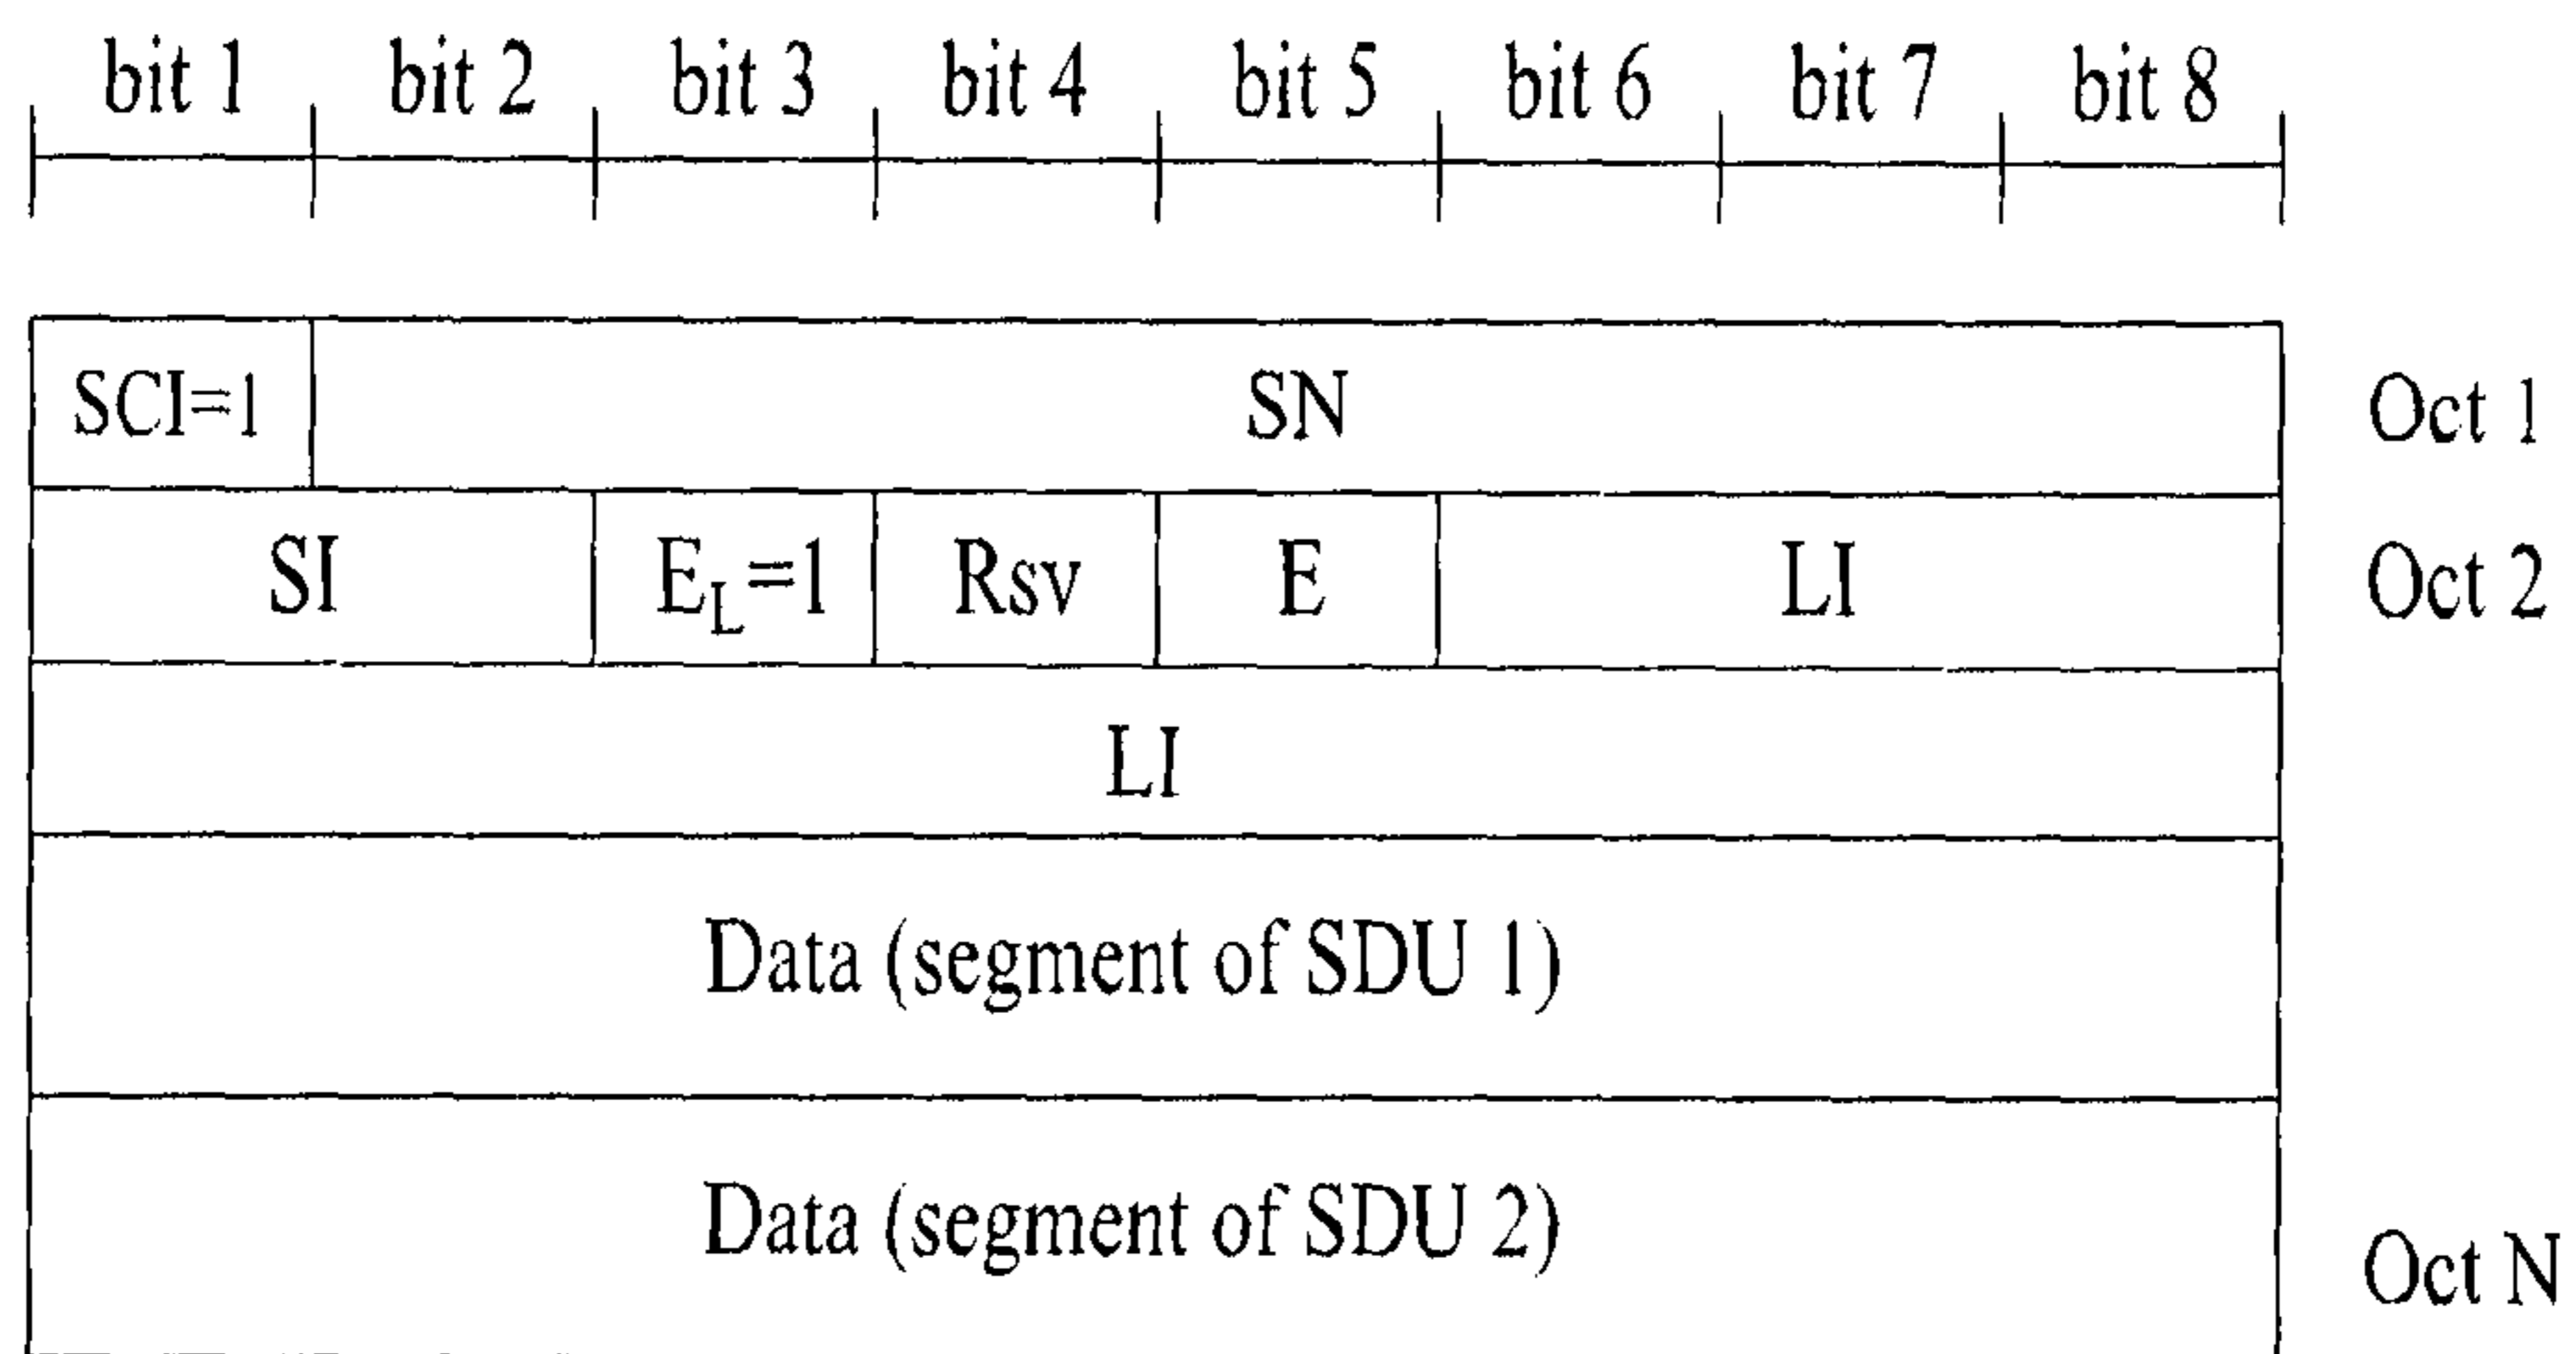 bit 1 bit 2 bit 3 bit 4 bit 5 bit 6 bit 7 bit 8
SCI=1 SN Oct 1
SI E_L=1 Rsv E LI Oct 2
LI
Data (segment of SDU 1)
Data (segment of SDU 2)
Oct N